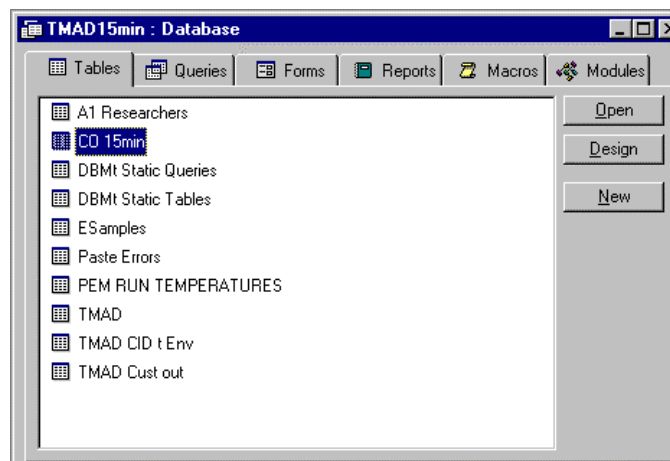 TMAD15min : Database
Tables Queries Forms Reports Macros Modules
A1 Researchers
CO 15min
DBMt Static Queries
DBMt Static Tables
ESamples
Paste Errors
PEM RUN TEMPERATURES
TMAD
TMAD CID t Env
TMAD Cust out
Open
Design
New